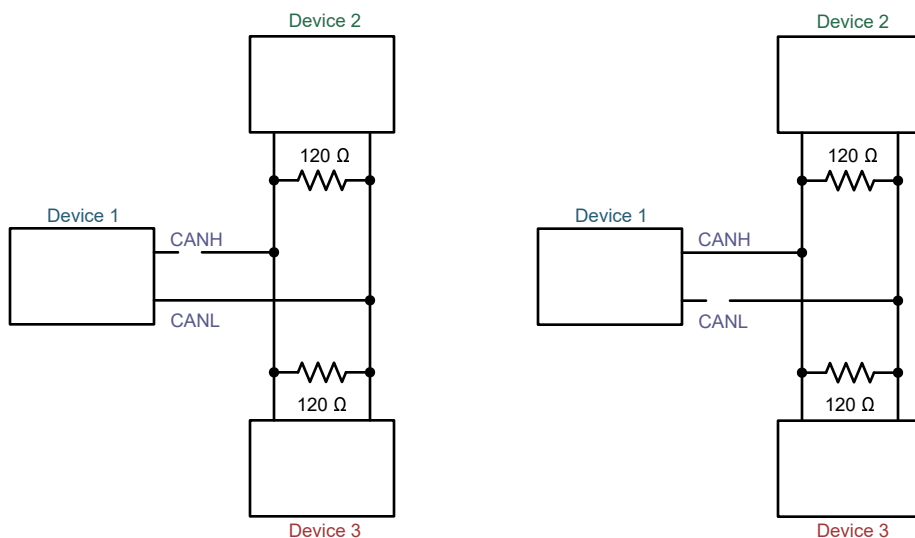 Device 2
120 Ω
Device 1
CANH
CANL
120 Ω
Device 3
Device 2
120 Ω
Device 1
CANH
CANL
120 Ω
Device 3